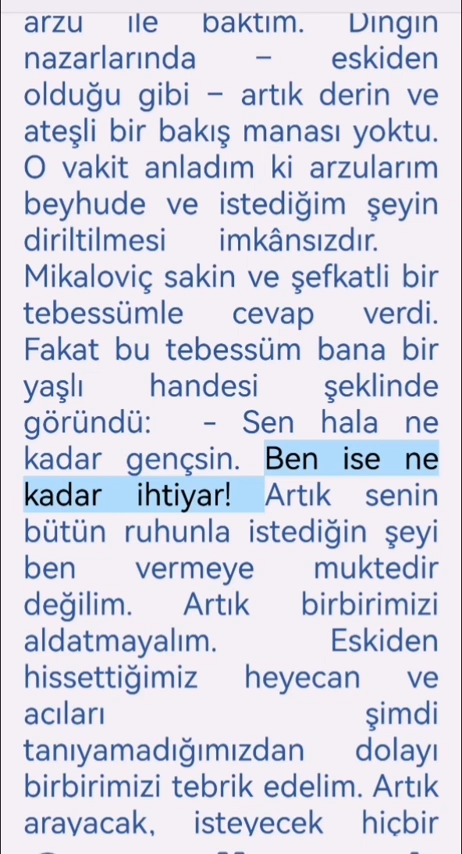 arzu ile baktım. Dingin
nazarlarında – eskiden
olduğu gibi – artık derin ve
ateşli bir bakış manası yoktu.
O vakit anladım ki arzularım
beyhude ve istediğim şeyin
diriltilmesi imkânsızdır.
Mikaloviç sakin ve şefkatli bir
tebessümle cevap verdi.
Fakat bu tebessüm bana bir
yaşlı handesi şeklinde
göründü: - Sen hala ne
kadar gençsin. Ben ise ne
kadar ihtiyar! Artık senin
bütün ruhunla istediğin şeyi
ben vermeye muktedir
değilim. Artık birbirimizi
aldatmayalım. Eskiden
hissettiğimiz heyecan ve
acıları şimdi
tanıyamadığımızdan dolayı
birbirimizi tebrik edelim. Artık
arayacak, isteyecek hiçbir